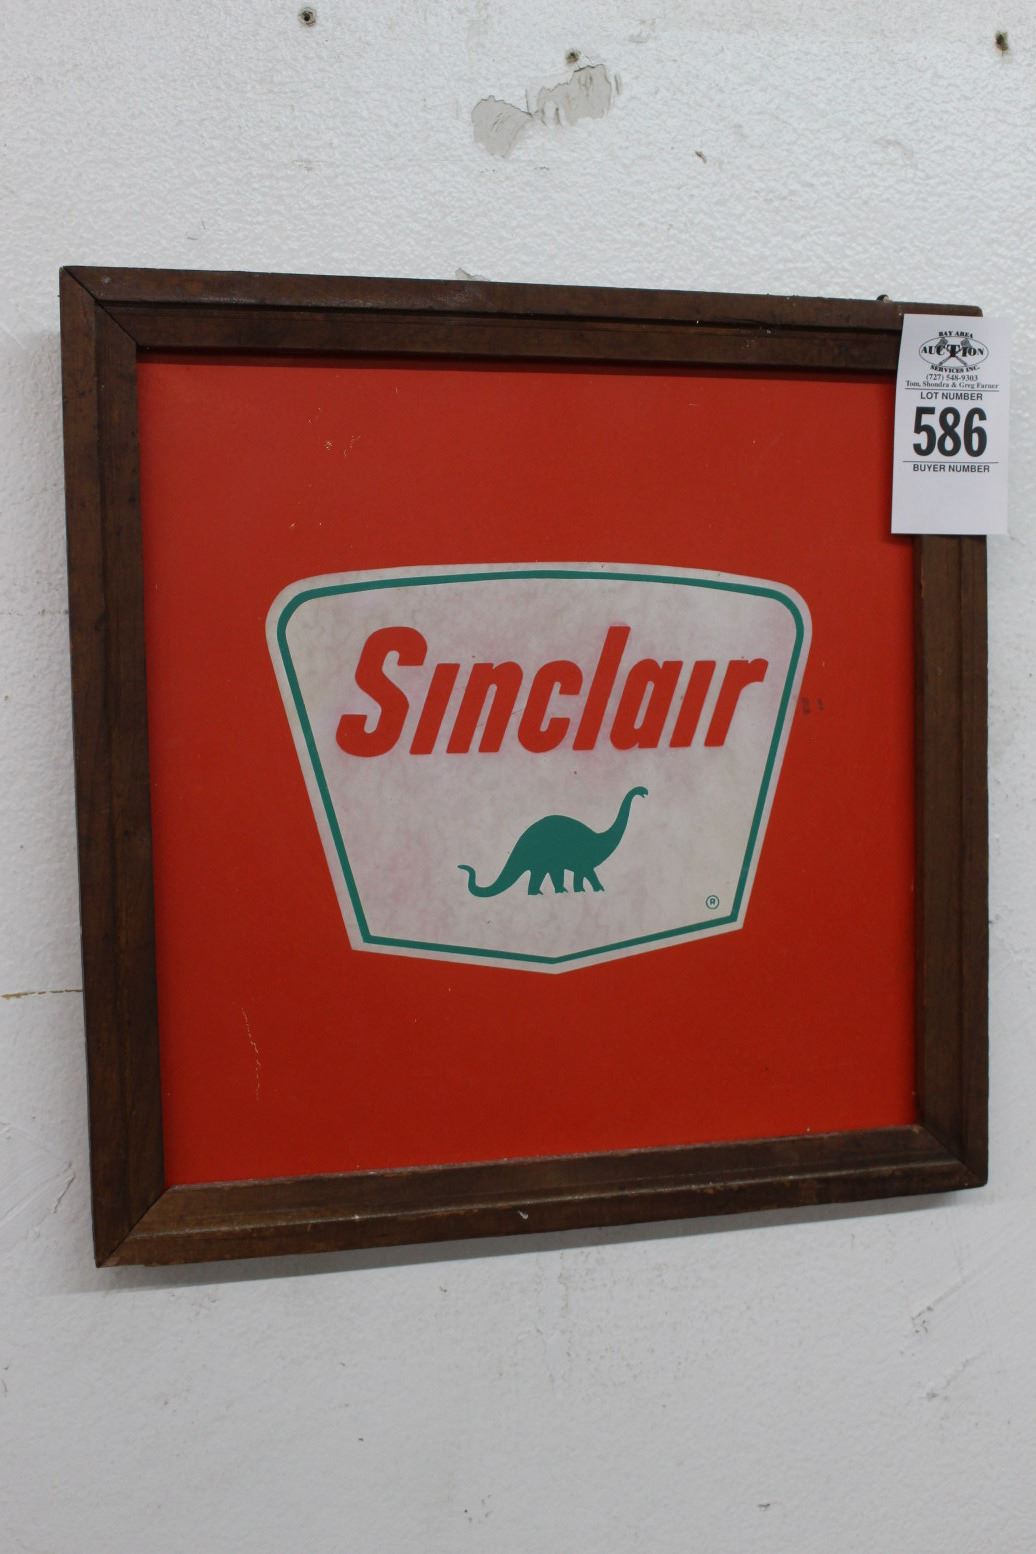 BAY AREA
AUCTION
SERVICES INC.
(727) 548-9303
Tom, Shondra & Greg Farner
LOT NUMBER
586
BUYER NUMBER
Sinclair
®